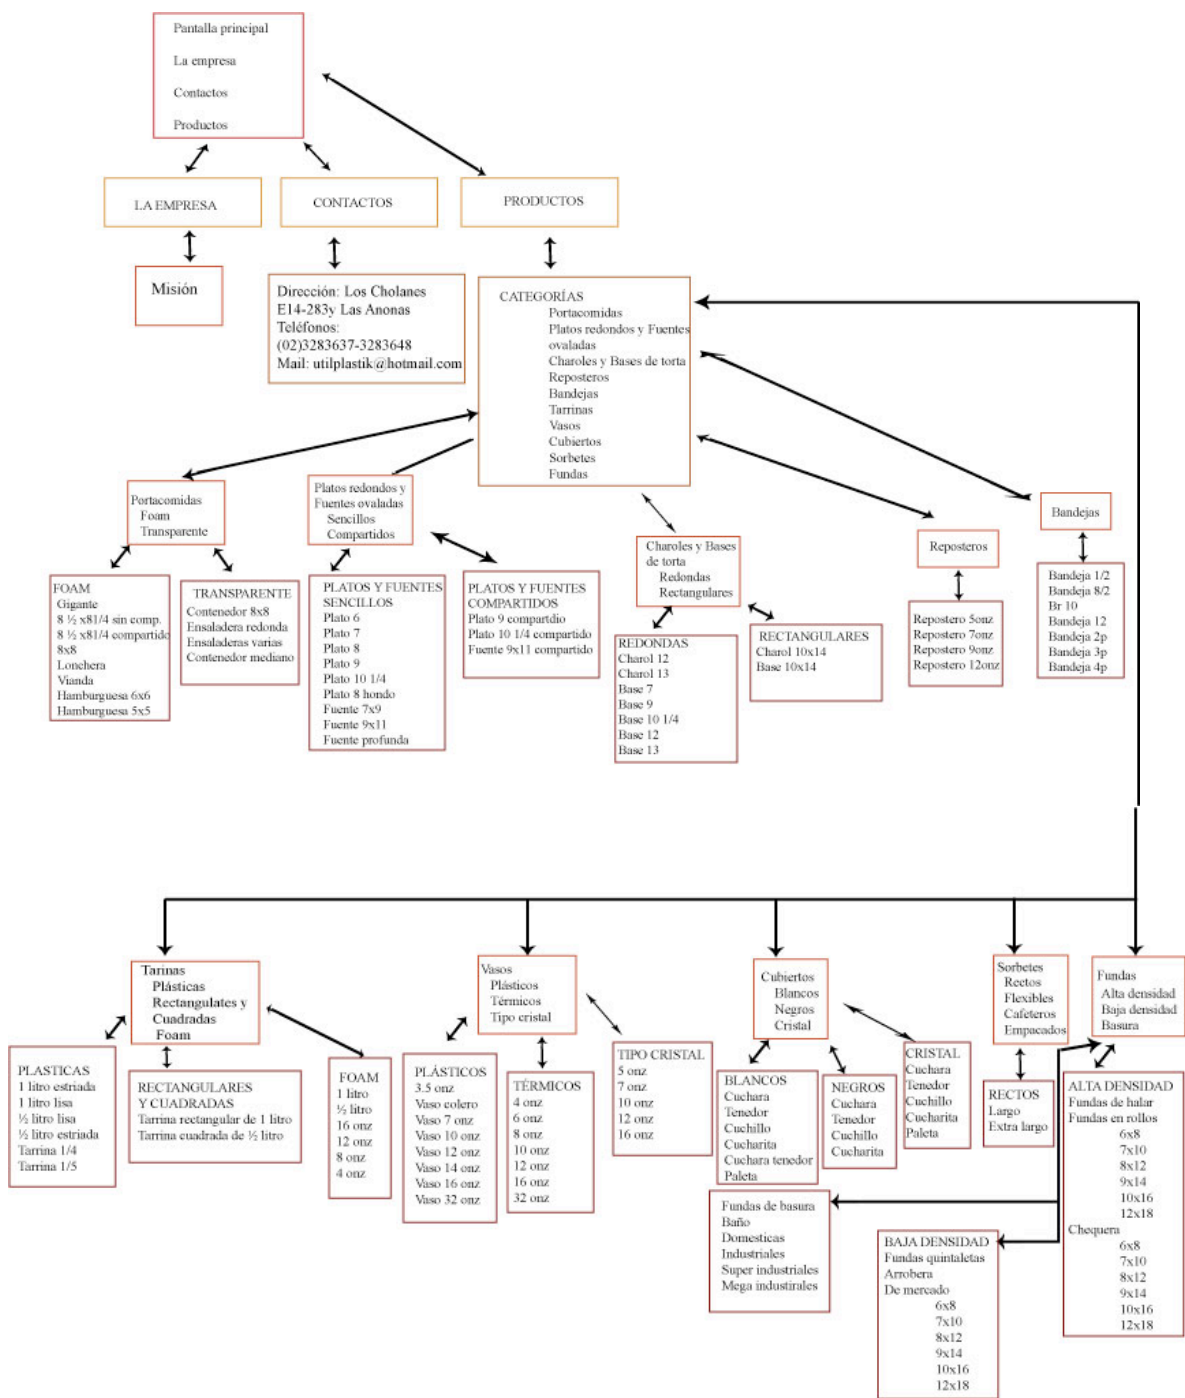 Pantalla principal
La empresa
Contactos
Productos
LA EMPRESA
CONTACTOS
PRODUCTOS
Misión
Dirección: Los Cholanes
E14-283y Las Anonas
Teléfonos:
(02)3283637-3283648
Mail: utilplastik@hotmail.com
CATEGORÍAS
Portacomidas
Platos redondos y Fuentes
ovaladas
Charoles y Bases de torta
Reposteros
Bandejas
Tarrinas
Vasos
Cubiertos
Sorbetes
Fundas
Portacomidas
Foam
Transparente
Platos redondos y
Fuentes ovaladas
Sencillos
Compartidos
Charoles y Bases
de torta
Redondas
Rectangulares
Reposteros
Bandejas
FOAM
Gigante
8 ½ x81/4 sin comp.
8 ½ x81/4 compartido
8x8
Lonchera
Vianda
Hamburguesa 6x6
Hamburguesa 5x5
TRANSPARENTE
Contenedor 8x8
Ensaladera redonda
Ensaladeras varias
Contenedor mediano
PLATOS Y FUENTES
SENCILLOS
Plato 6
Plato 7
Plato 8
Plato 9
Plato 10 1/4
Plato 8 hondo
Fuente 7x9
Fuente 9x11
Fuente profunda
PLATOS Y FUENTES
COMPARTIDOS
Plato 9 compartdio
Plato 10 1/4 compartido
Fuente 9x11 compartido
REDONDAS
Charol 12
Charol 13
Base 7
Base 9
Base 10 1/4
Base 12
Base 13
RECTANGULARES
Charol 10x14
Base 10x14
Repostero 5onz
Repostero 7onz
Repostero 9onz
Repostero 12onz
Bandeja 1/2
Bandeja 8/2
Br 10
Bandeja 12
Bandeja 2p
Bandeja 3p
Bandeja 4p
Tarinas
Plásticas
Rectangulates y
Cuadradas
Foam
Vasos
Plásticos
Térmicos
Tipo cristal
Cubiertos
Blancos
Negros
Cristal
Sorbetes
Rectos
Flexibles
Cafeteros
Empacados
Fundas
Alta densidad
Baja densidad
Basura
PLASTICAS
1 litro estriada
1 litro lisa
½ litro lisa
½ litro estriada
Tarrina 1/4
Tarrina 1/5
RECTANGULARES
Y CUADRADAS
Tarrina rectangular de 1 litro
Tarrina cuadrada de ½ litro
FOAM
1 litro
½ litro
16 onz
12 onz
8 onz
4 onz
PLÀSTICOS
3.5 onz
Vaso colero
Vaso 7 onz
Vaso 10 onz
Vaso 12 onz
Vaso 14 onz
Vaso 16 onz
Vaso 32 onz
TÉRMICOS
4 onz
6 onz
8 onz
10 onz
12 onz
16 onz
32 onz
TIPO CRISTAL
5 onz
7 onz
10 onz
12 onz
16 onz
BLANCOS
Cuchara
Tenedor
Cuchillo
Cucharita
Cuchara tenedor
Paleta
NEGROS
Cuchara
Tenedor
Cuchillo
Cucharita
CRISTAL
Cuchara
Tenedor
Cuchillo
Cucharita
Paleta
RECTOS
Largo
Extra largo
ALTA DENSIDAD
Fundas de halar
Fundas en rollos
6x8
7x10
8x12
9x14
10x16
12x18
Chequera
6x8
7x10
8x12
9x14
10x16
12x18
Fundas de basura
Baño
Domesticas
Industriales
Super industriales
Mega industirales
BAJA DENSIDAD
Fundas quintaletas
Arrobera
De mercado
6x8
7x10
8x12
9x14
10x16
12x18